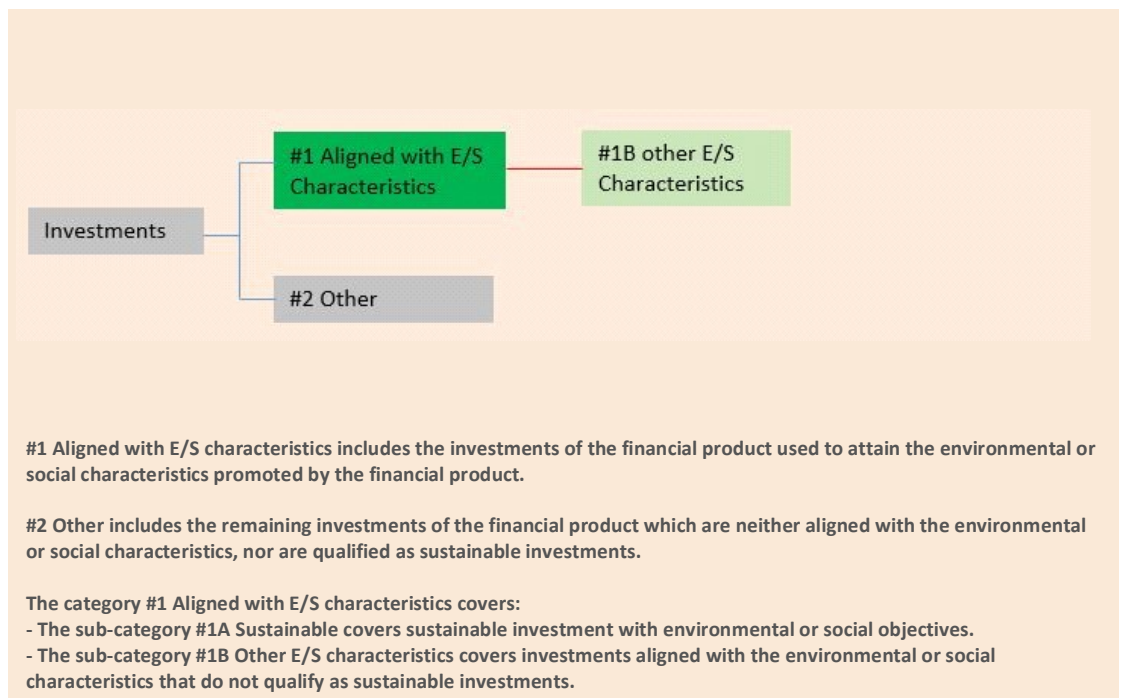 #1 Aligned with E/S
Characteristics
#1B other E/S
Characteristics
Investments
#2 Other
#1 Aligned with E/S characteristics includes the investments of the financial product used to attain the environmental or
social characteristics promoted by the financial product.
#2 Other includes the remaining investments of the financial product which are neither aligned with the environmental
or social characteristics, nor are qualified as sustainable investments.
The category #1 Aligned with E/S characteristics covers:
- The sub-category #1A Sustainable covers sustainable investment with environmental or social objectives.
- The sub-category #1B Other E/S characteristics covers investments aligned with the environmental or social
characteristics that do not qualify as sustainable investments.